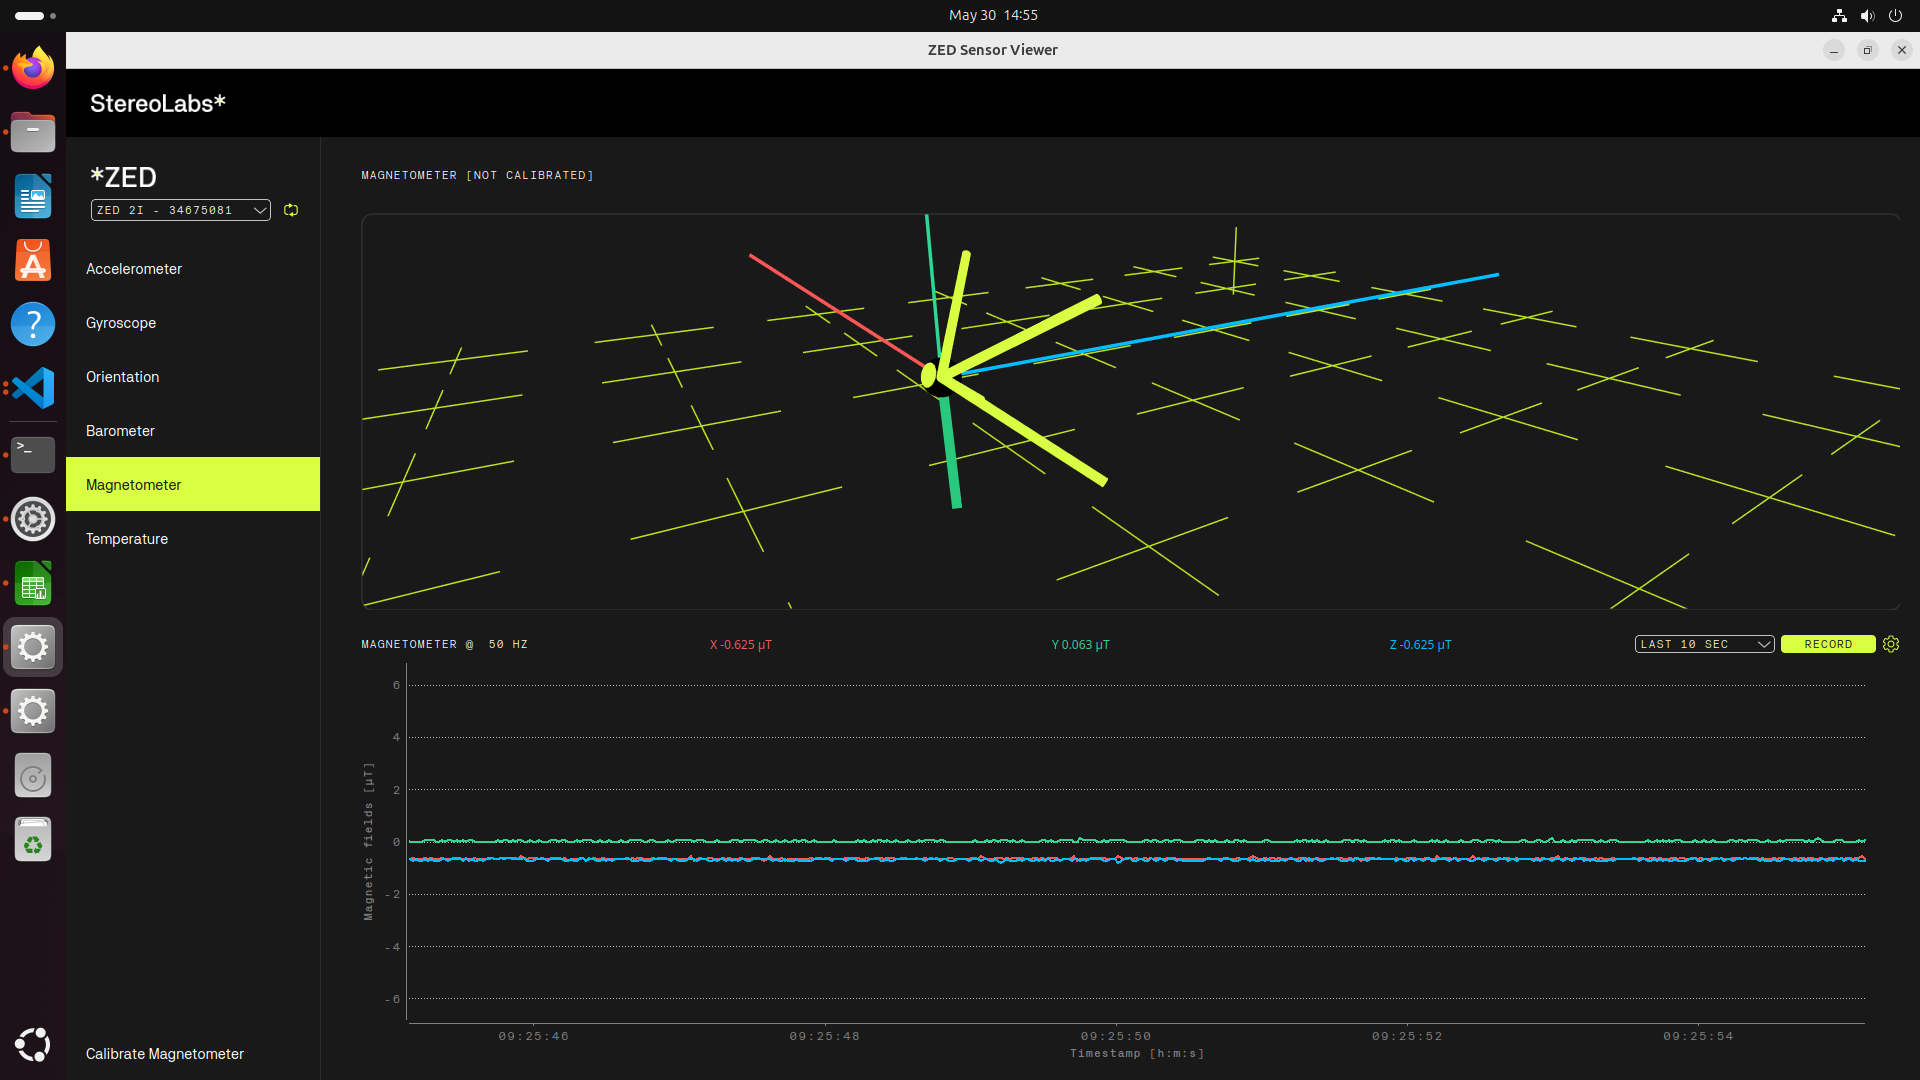 May 30 14:55
ZED Sensor Viewer
StereoLabs*
*ZED
ZED 2I - 34675081
Accelerometer
Gyroscope
Orientation
Barometer
Magnetometer
Temperature
Calibrate Magnetometer
MAGNETOMETER [NOT CALIBRATED]
MAGNETOMETER @ 50 HZ
X -0.625 μT
Y 0.063 μT
Z -0.625 μT
LAST 10 SEC
RECORD
6
4
2
0
-2
-4
-6
Magnetic fields [μT]
09:25:46
09:25:48
09:25:50
09:25:52
09:25:54
Timestamp [h:m:s]